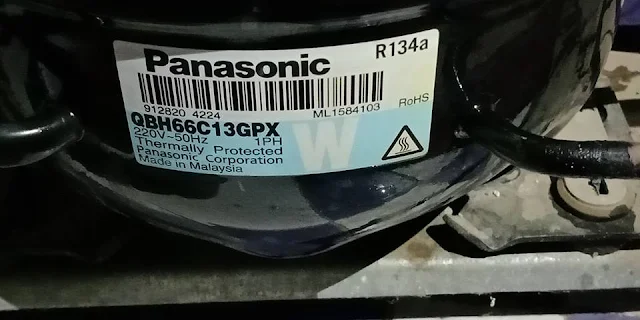 Panasonic
R134a
912820 4224
ML1584103
RoHS
QBH66C13GPX
220V~50Hz 1PH
Thermally Protected
Panasonic Corporation
Made in Malaysia
W